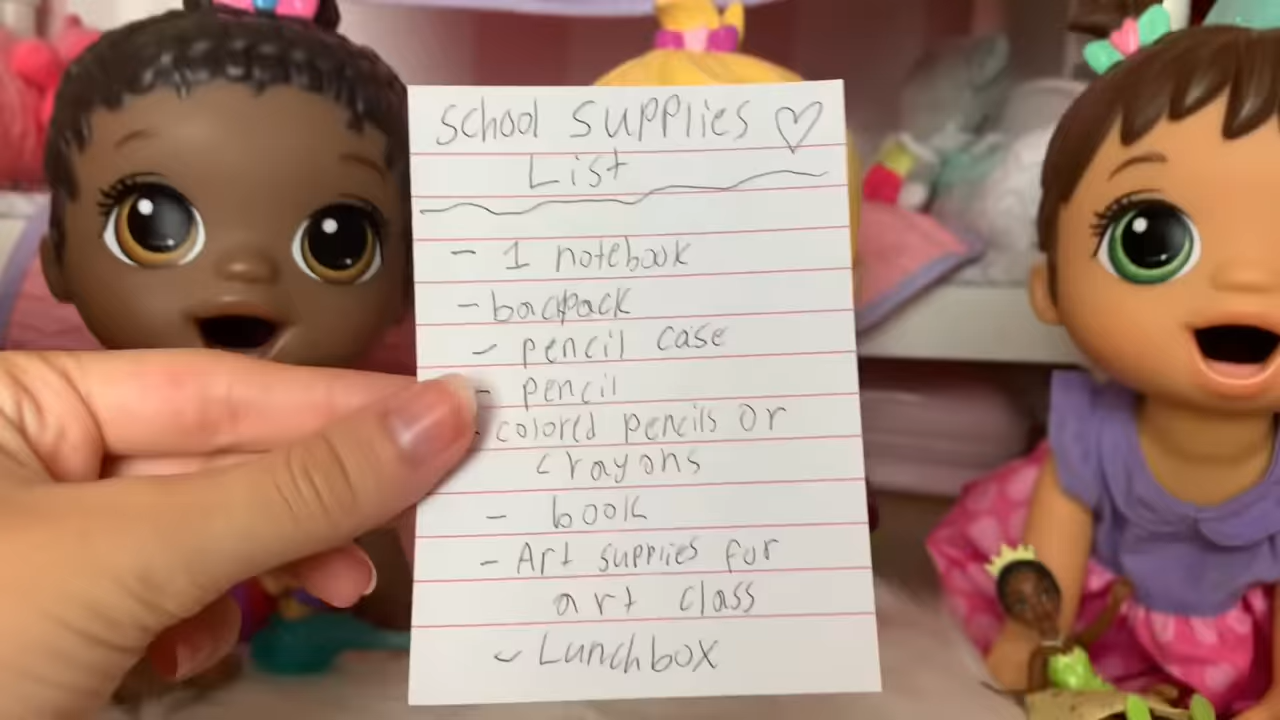 School Supplies ♡
List
- 1 notebook
- backpack
- pencil case
- pencil
- colored pencils or
crayons
- book
- Art supplies for
art class
- Lunchbox